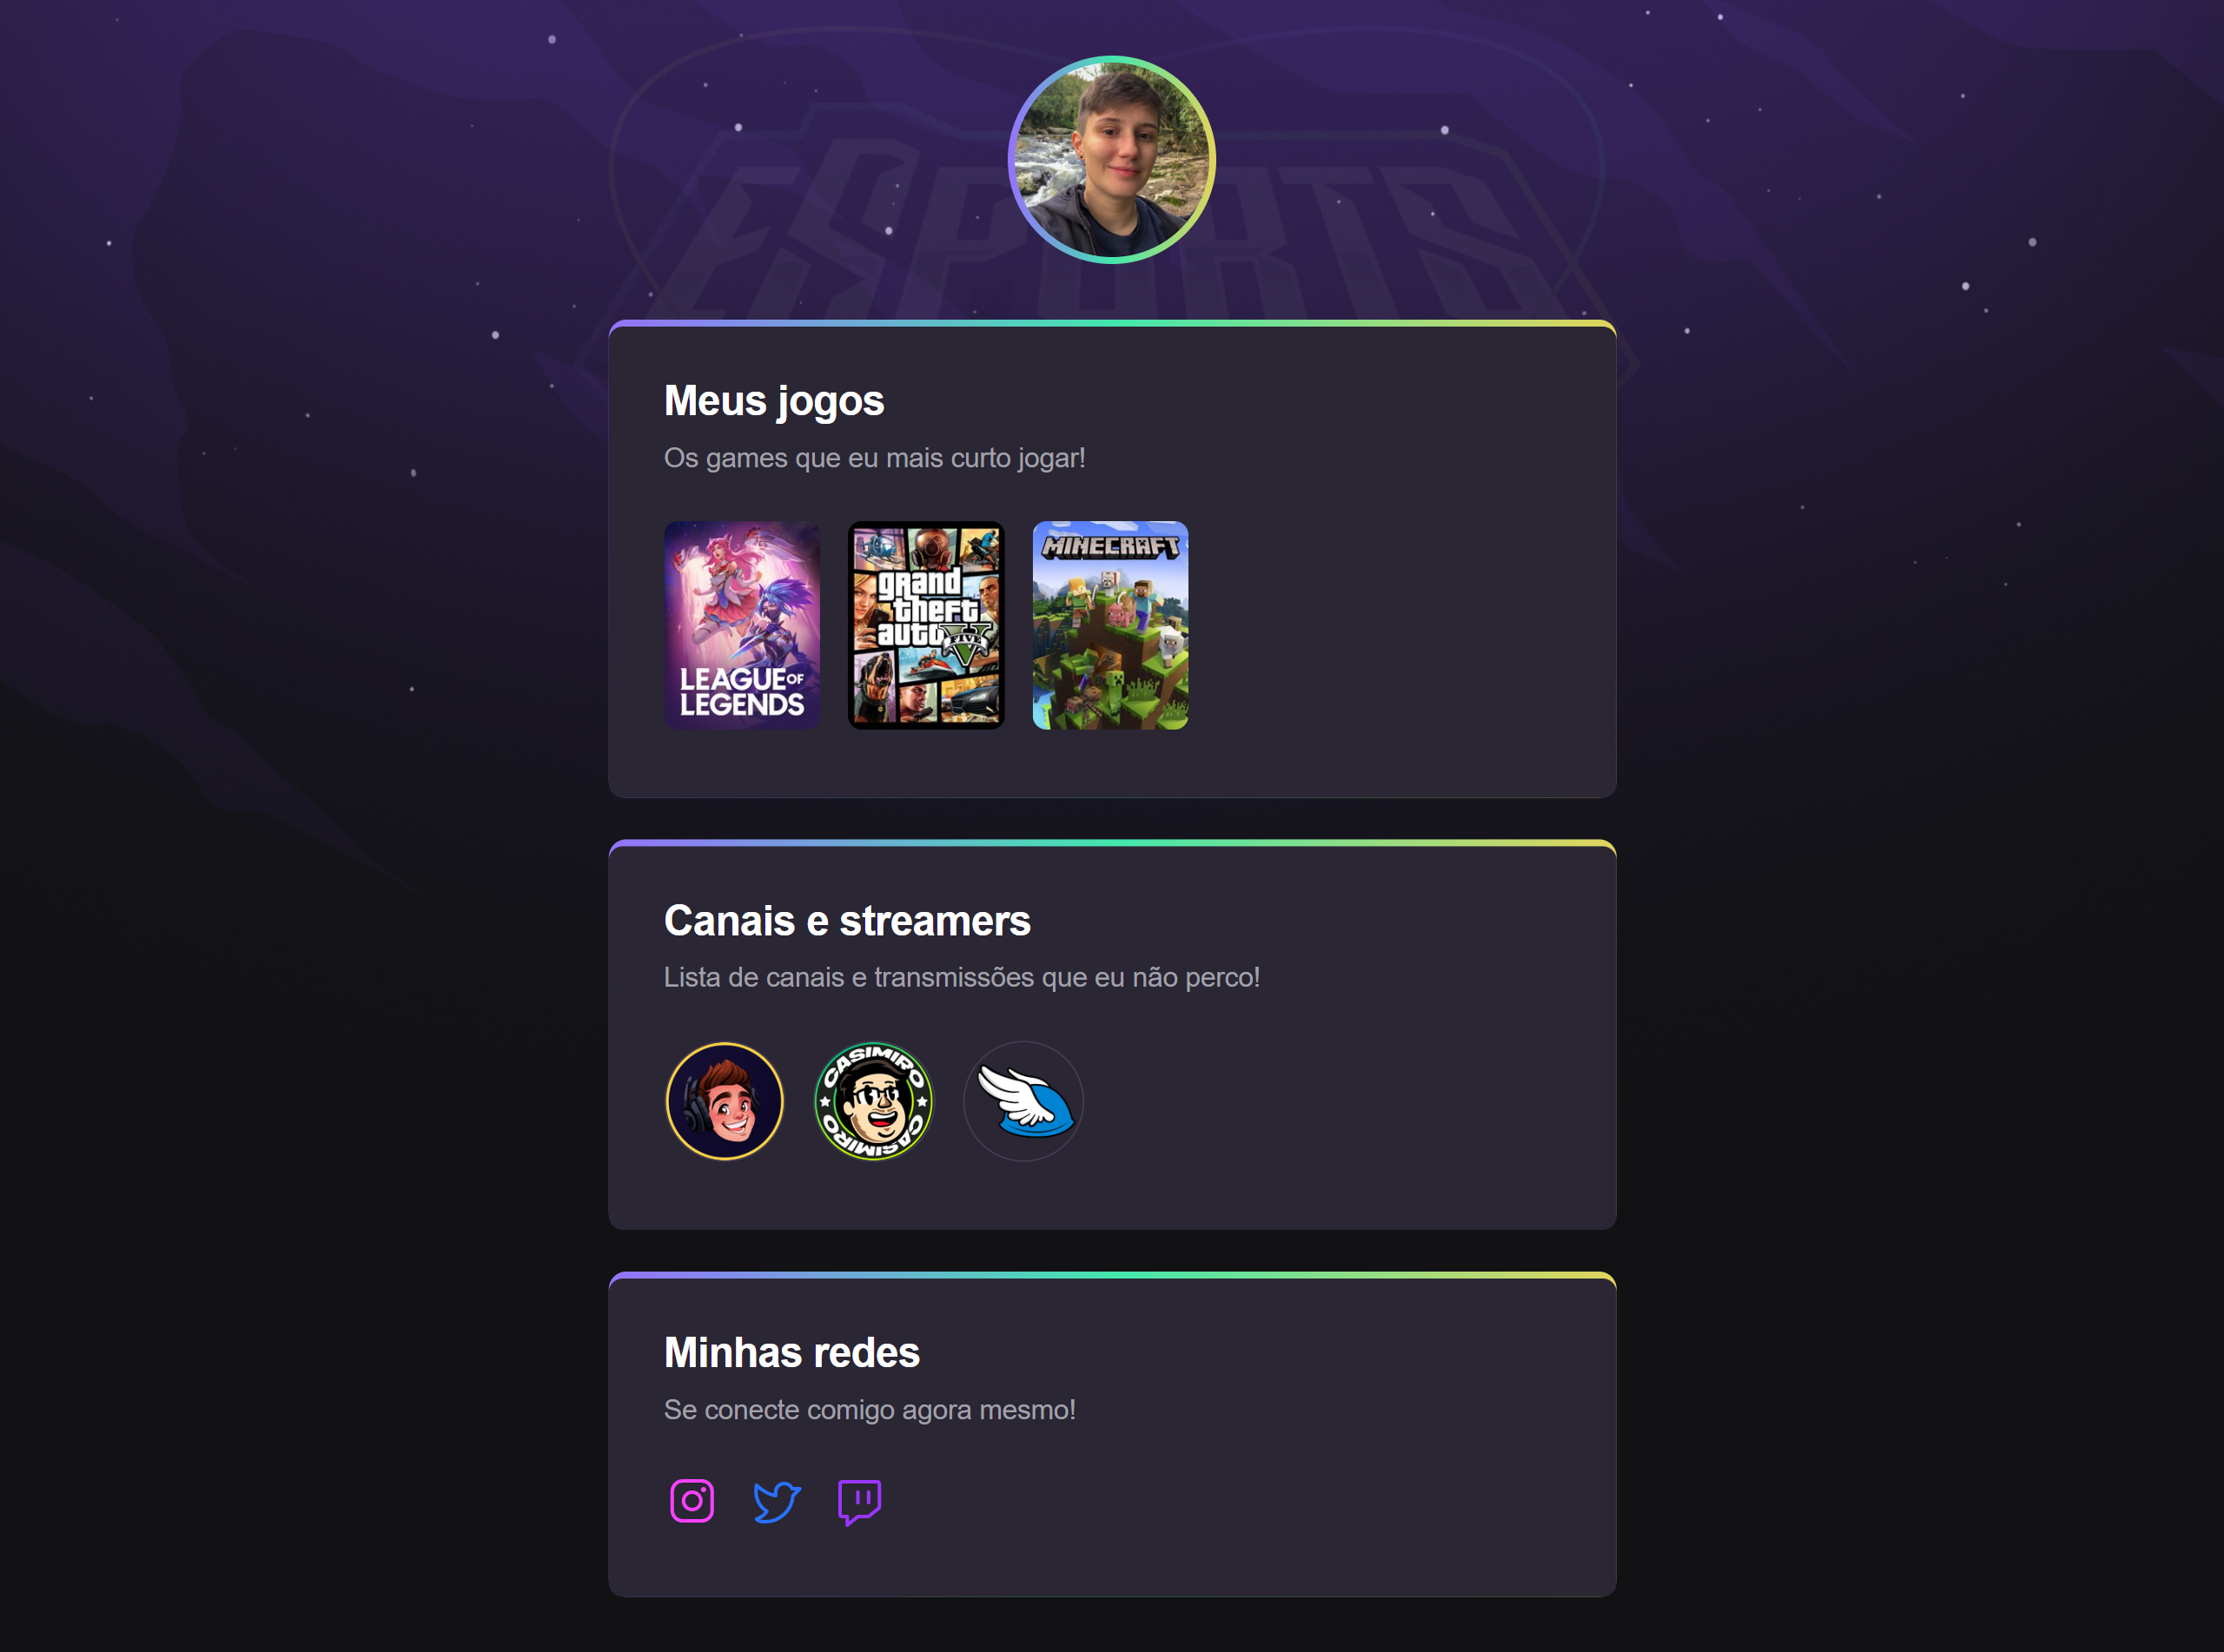 ESPORTS
Meus jogos
Os games que eu mais curto jogar!
LEAGUE OF
LEGENDS
grand
theft
auto V
FIVE
MINECRAFT
Canais e streamers
Lista de canais e transmissões que eu não perco!
CASIMIRO
CASIMIRO
Minhas redes
Se conecte comigo agora mesmo!